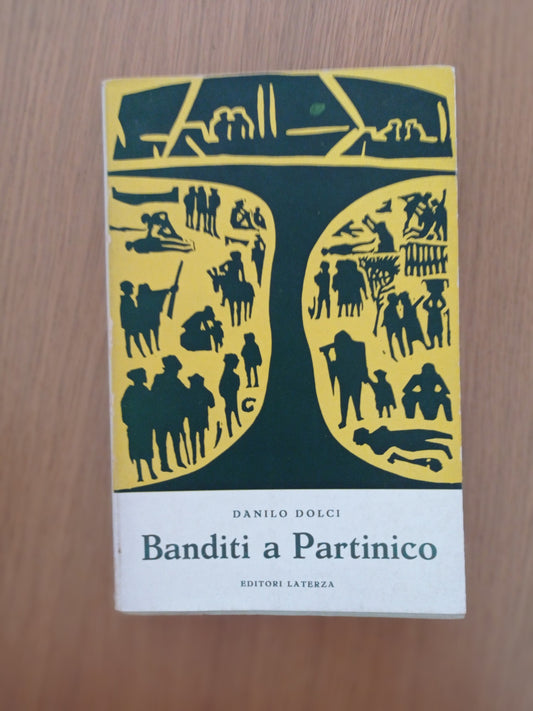 DANILO DOLCI
Banditi a Partinico
EDITORI LATERZA